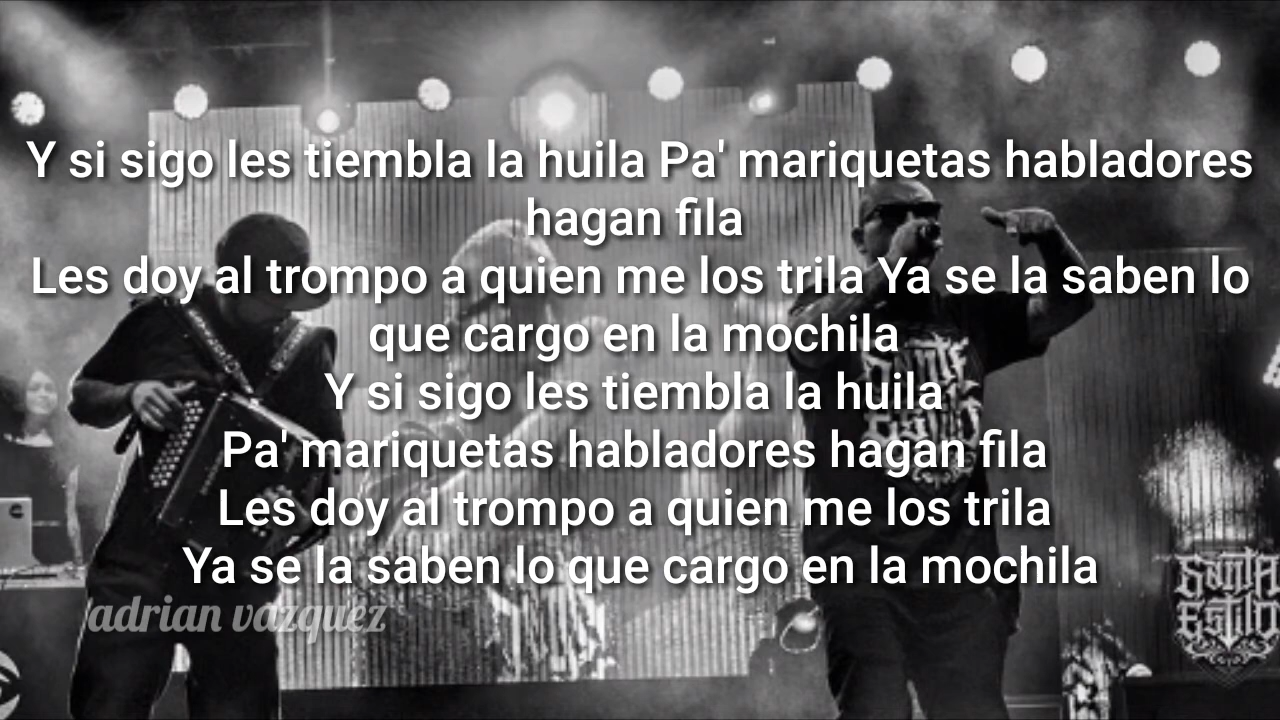 Y si sigo les tiembla la huila Pa' mariquetas habladores
hagan fila
Les doy al trompo a quien me los trila Ya se la saben lo
que cargo en la mochila
Y si sigo les tiembla la huila
Pa' mariquetas habladores hagan fila
Les doy al trompo a quien me los trila
Ya se la saben lo que cargo en la mochila
adrian vazquez
SANTA
ESTILO